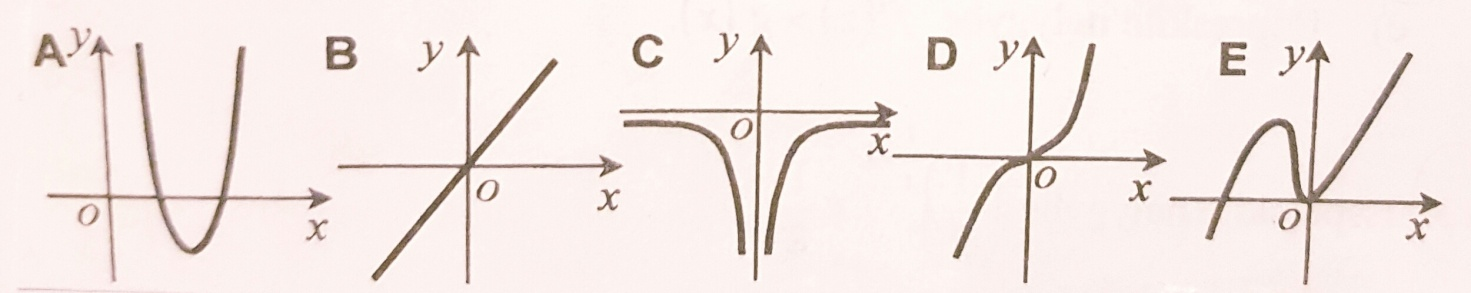 A y O x
B y O x
C y O x
D y O x
E y O x